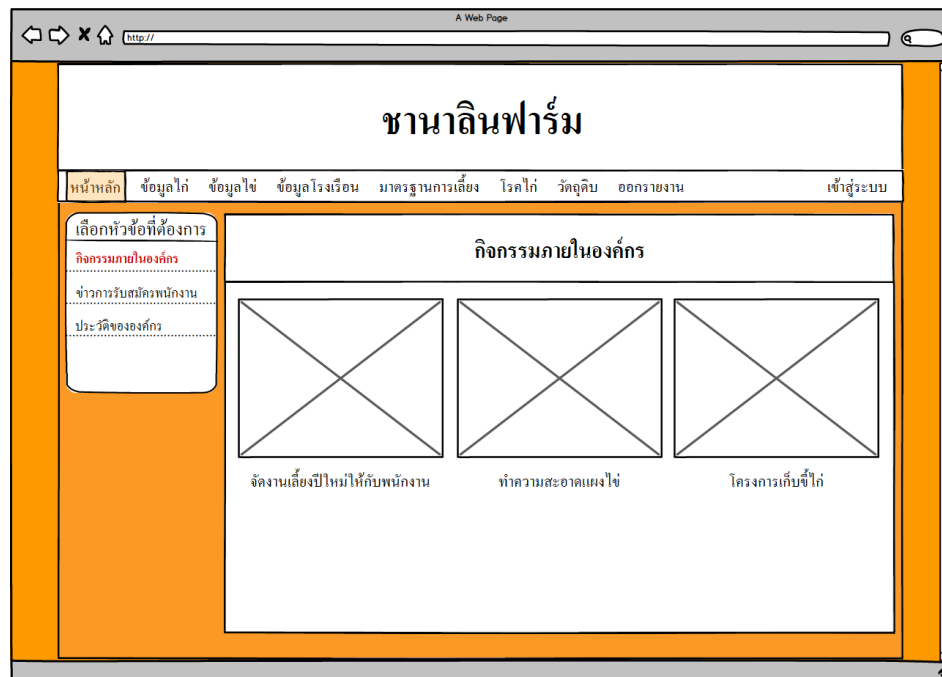 A Web Page
http://
ชานาลินฟาร์ม
หน้าหลัก ข้อมูลไก่ ข้อมูลไข่ ข้อมูลโรงเรือน มาตรฐานการเลี้ยง โรคไก่ วัตถุดิบ ออกรายงาน เข้าสู่ระบบ
เลือกหัวข้อที่ต้องการ
กิจกรรมภายในองค์กร
ข่าวการรับสมัครพนักงาน
ประวัติขององค์กร
กิจกรรมภายในองค์กร
จัดงานเลี้ยงปีใหม่ให้กับพนักงาน ทำความสะอาดแผงไข่ โครงการเก็บขี้ไก่